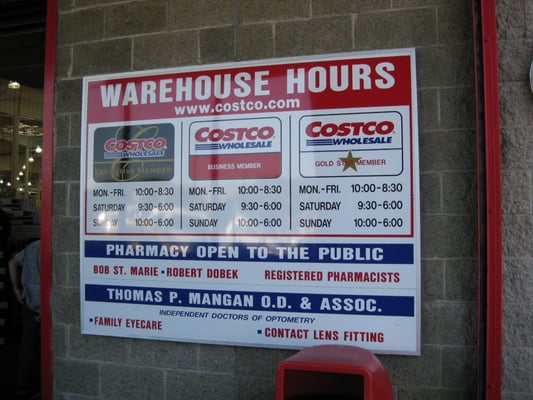 WAREHOUSE HOURS
www.costco.com
COSTCO
WHOLESALE
EXECUTIVE MEMBER
MON.-FRI. 10:00-8:30
SATURDAY 9:30-6:00
SUNDAY 10:00-6:00
COSTCO
WHOLESALE
BUSINESS MEMBER
MON.-FRI. 10:00-8:30
SATURDAY 9:30-6:00
SUNDAY 10:00-6:00
COSTCO
WHOLESALE
GOLD STAR MEMBER
MON.-FRI. 10:00-8:30
SATURDAY 9:30-6:00
SUNDAY 10:00-6:00
PHARMACY OPEN TO THE PUBLIC
BOB ST. MARIE • ROBERT DOBEK REGISTERED PHARMACISTS
THOMAS P. MANGAN O.D. & ASSOC.
INDEPENDENT DOCTORS OF OPTOMETRY
▪ FAMILY EYECARE ▪ CONTACT LENS FITTING